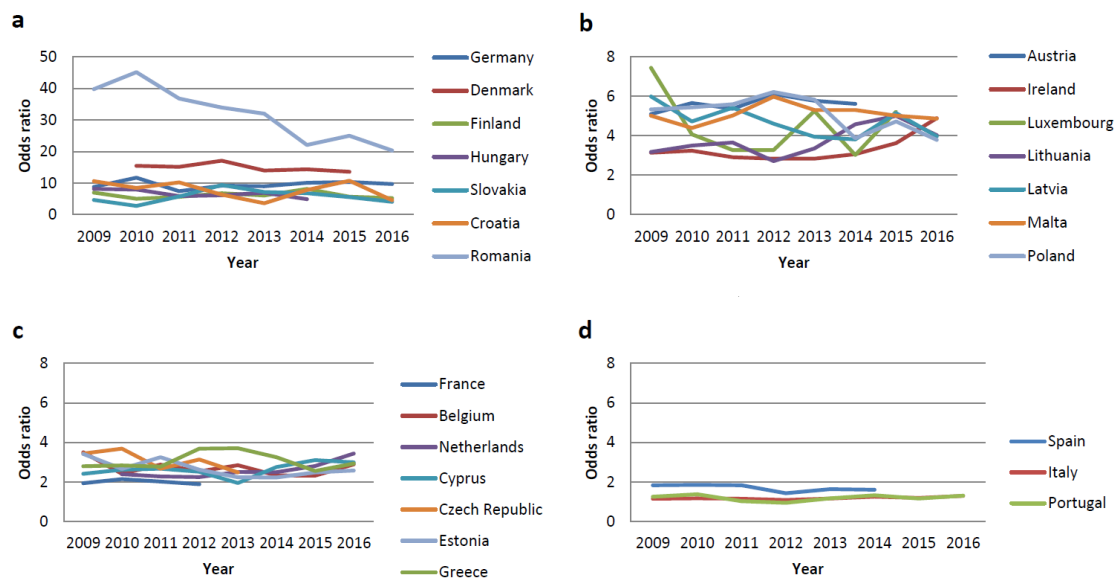 a
50
40
30
20
10
0
Odds ratio
2009 2010 2011 2012 2013 2014 2015 2016
Year
Germany
Denmark
Finland
Hungary
Slovakia
Croatia
Romania
b
8
6
4
2
0
Odds ratio
2009 2010 2011 2012 2013 2014 2015 2016
Year
Austria
Ireland
Luxembourg
Lithuania
Latvia
Malta
Poland
c
8
6
4
2
0
Odds ratio
2009 2010 2011 2012 2013 2014 2015 2016
Year
France
Belgium
Netherlands
Cyprus
Czech Republic
Estonia
Greece
d
8
6
4
2
0
Odds ratio
2009 2010 2011 2012 2013 2014 2015 2016
Year
Spain
Italy
Portugal